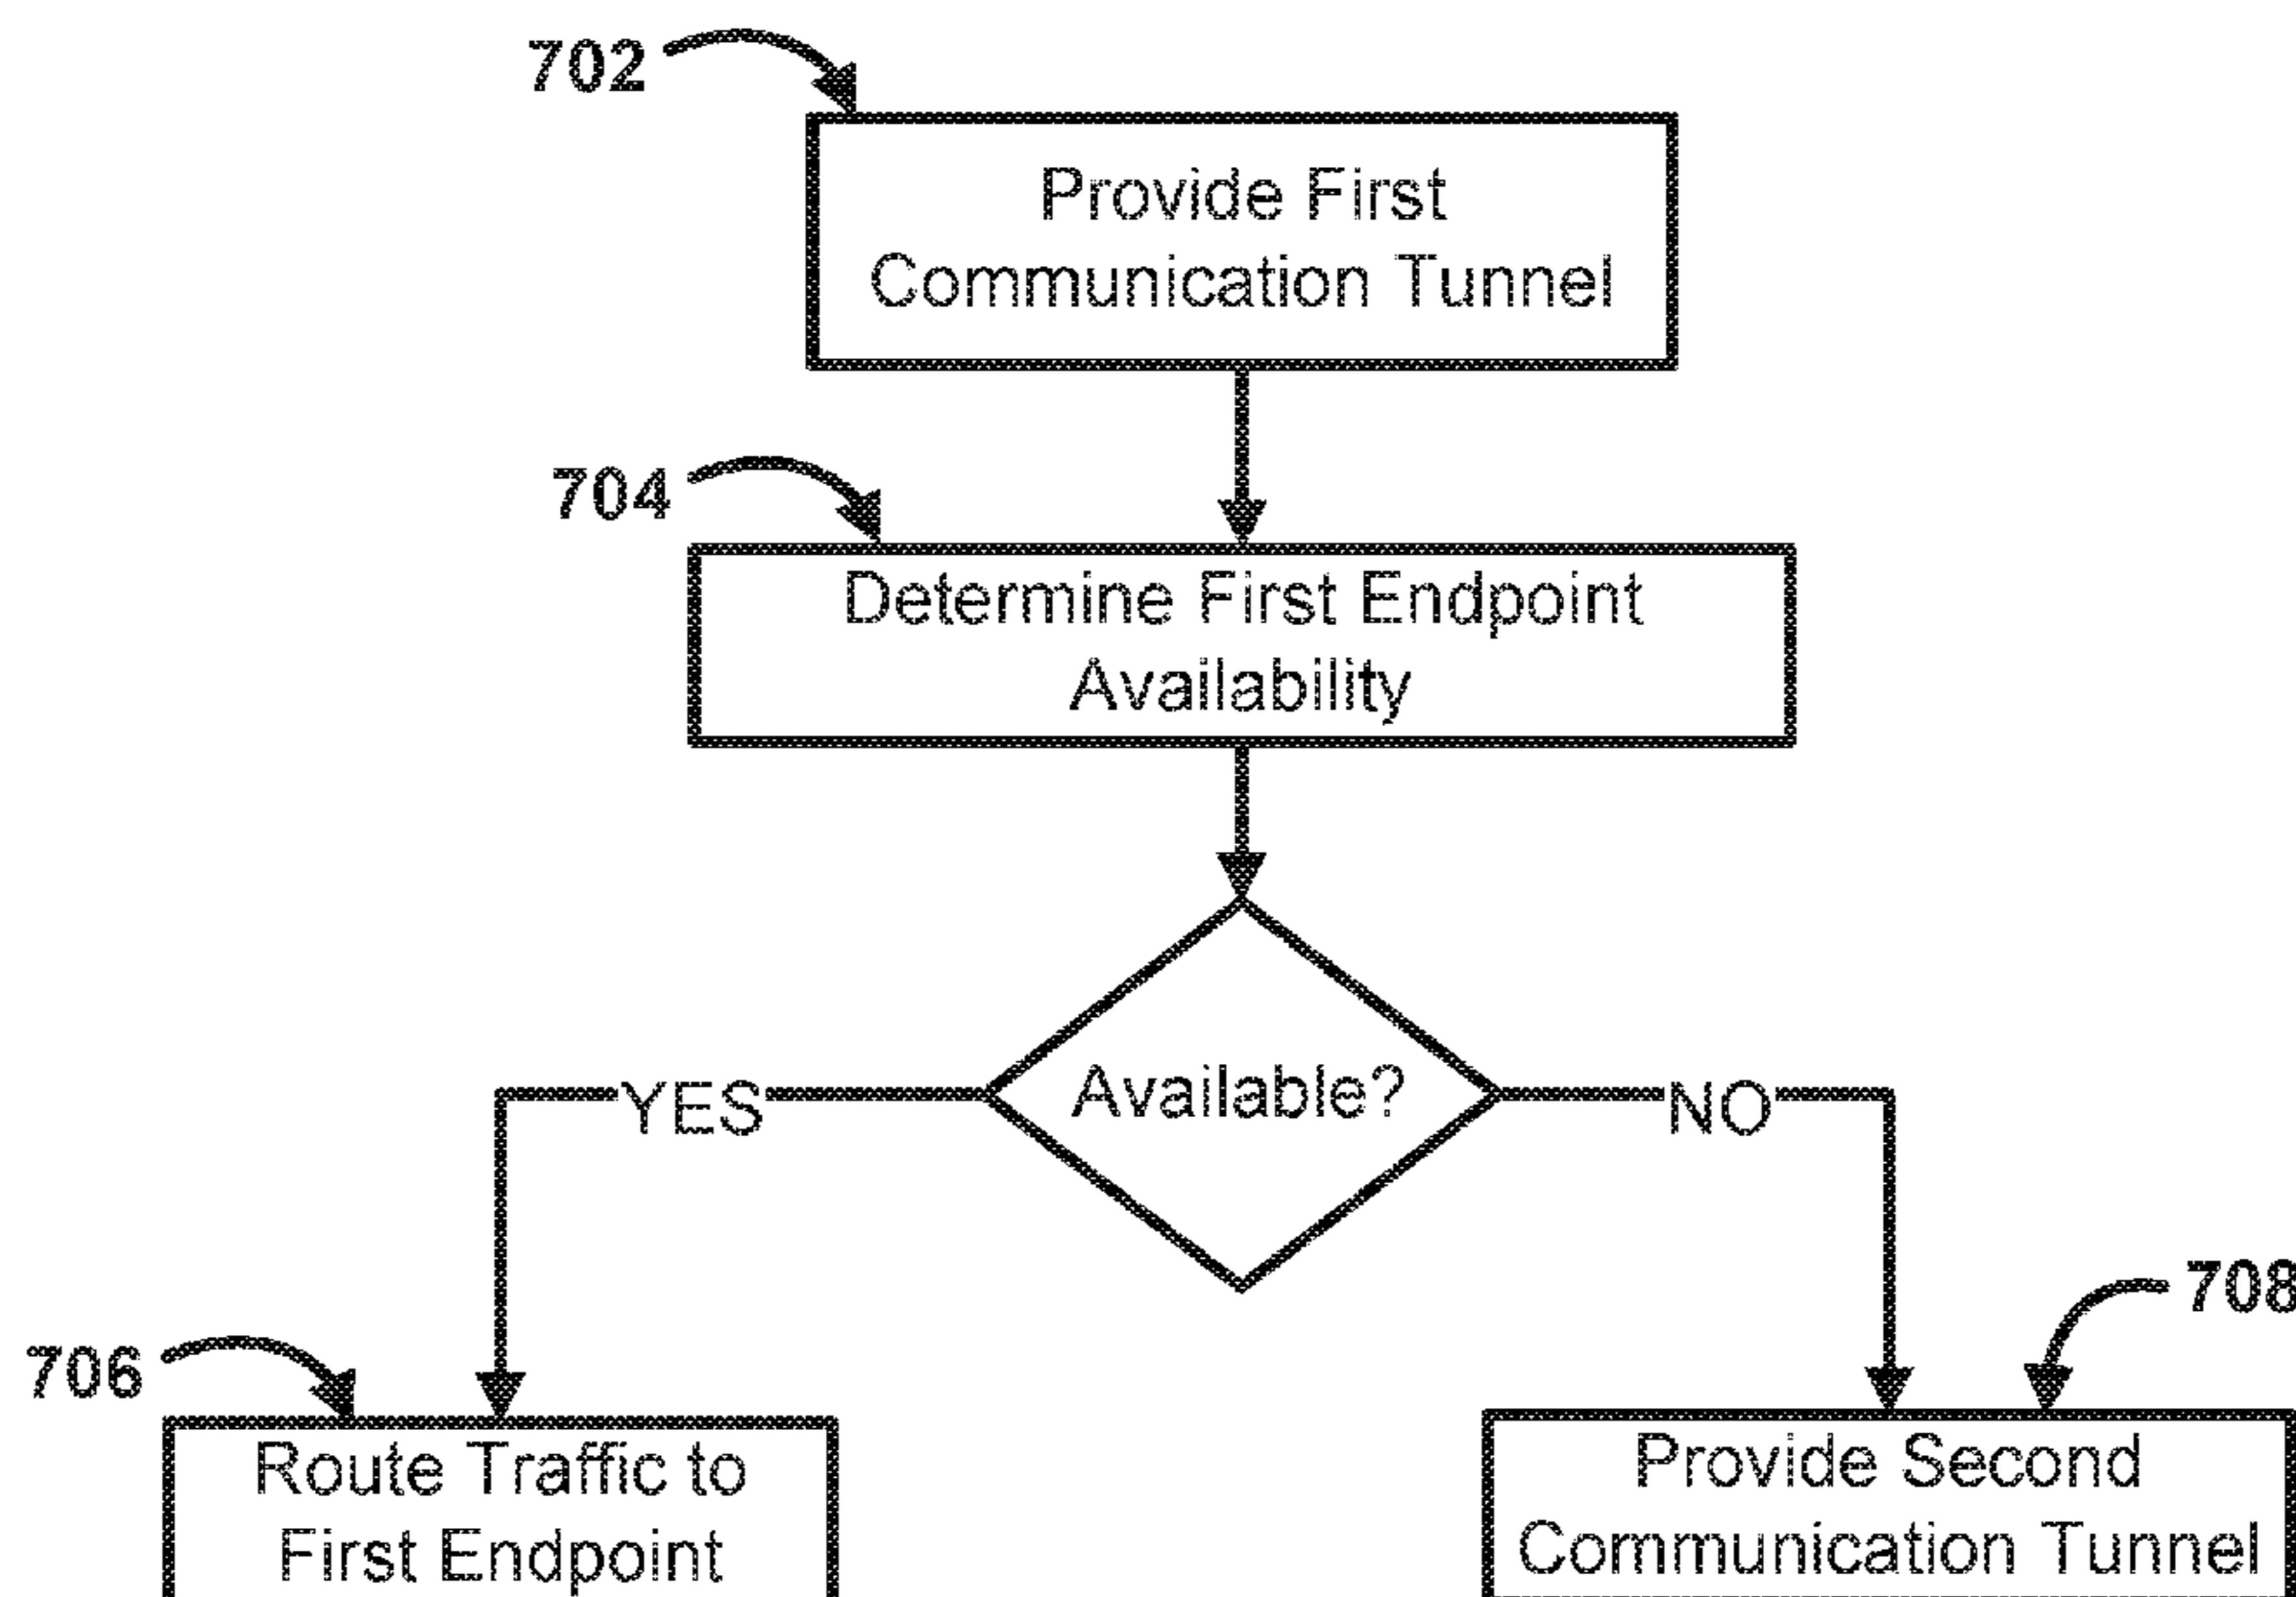 702
Provide First
Communication Tunnel
704
Determine First Endpoint
Availability
Available?
YES
NO
706
Route Traffic to
First Endpoint
708
Provide Second
Communication Tunnel